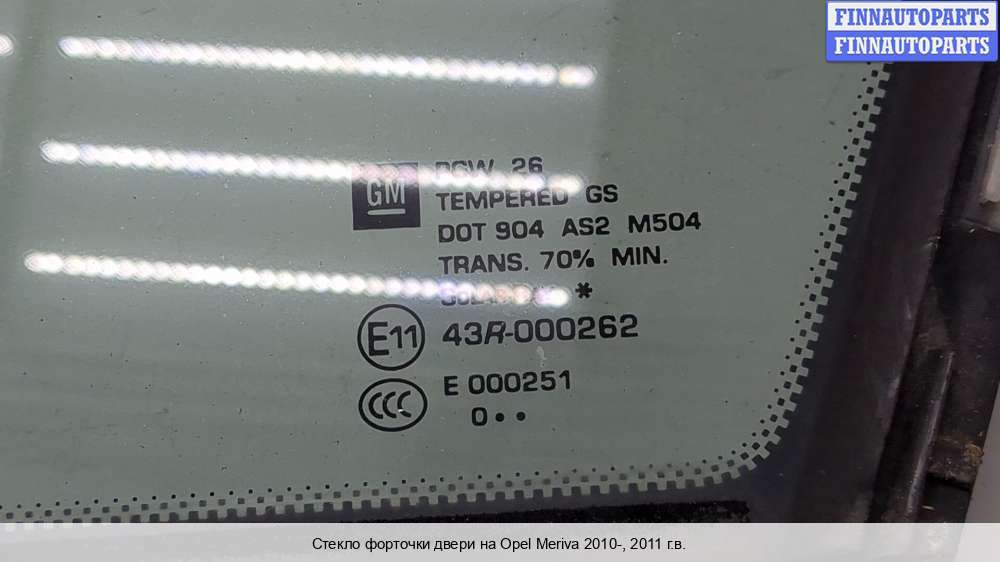 FINNAUTOPARTS
FINNAUTOPARTS
GM
26
TEMPERED GS
DOT 904 AS2 M504
TRANS. 70% MIN.
*
E11 43R-000262
CCC E 000251
0••
Стекло форточки двери на Opel Meriva 2010-, 2011 г.в.